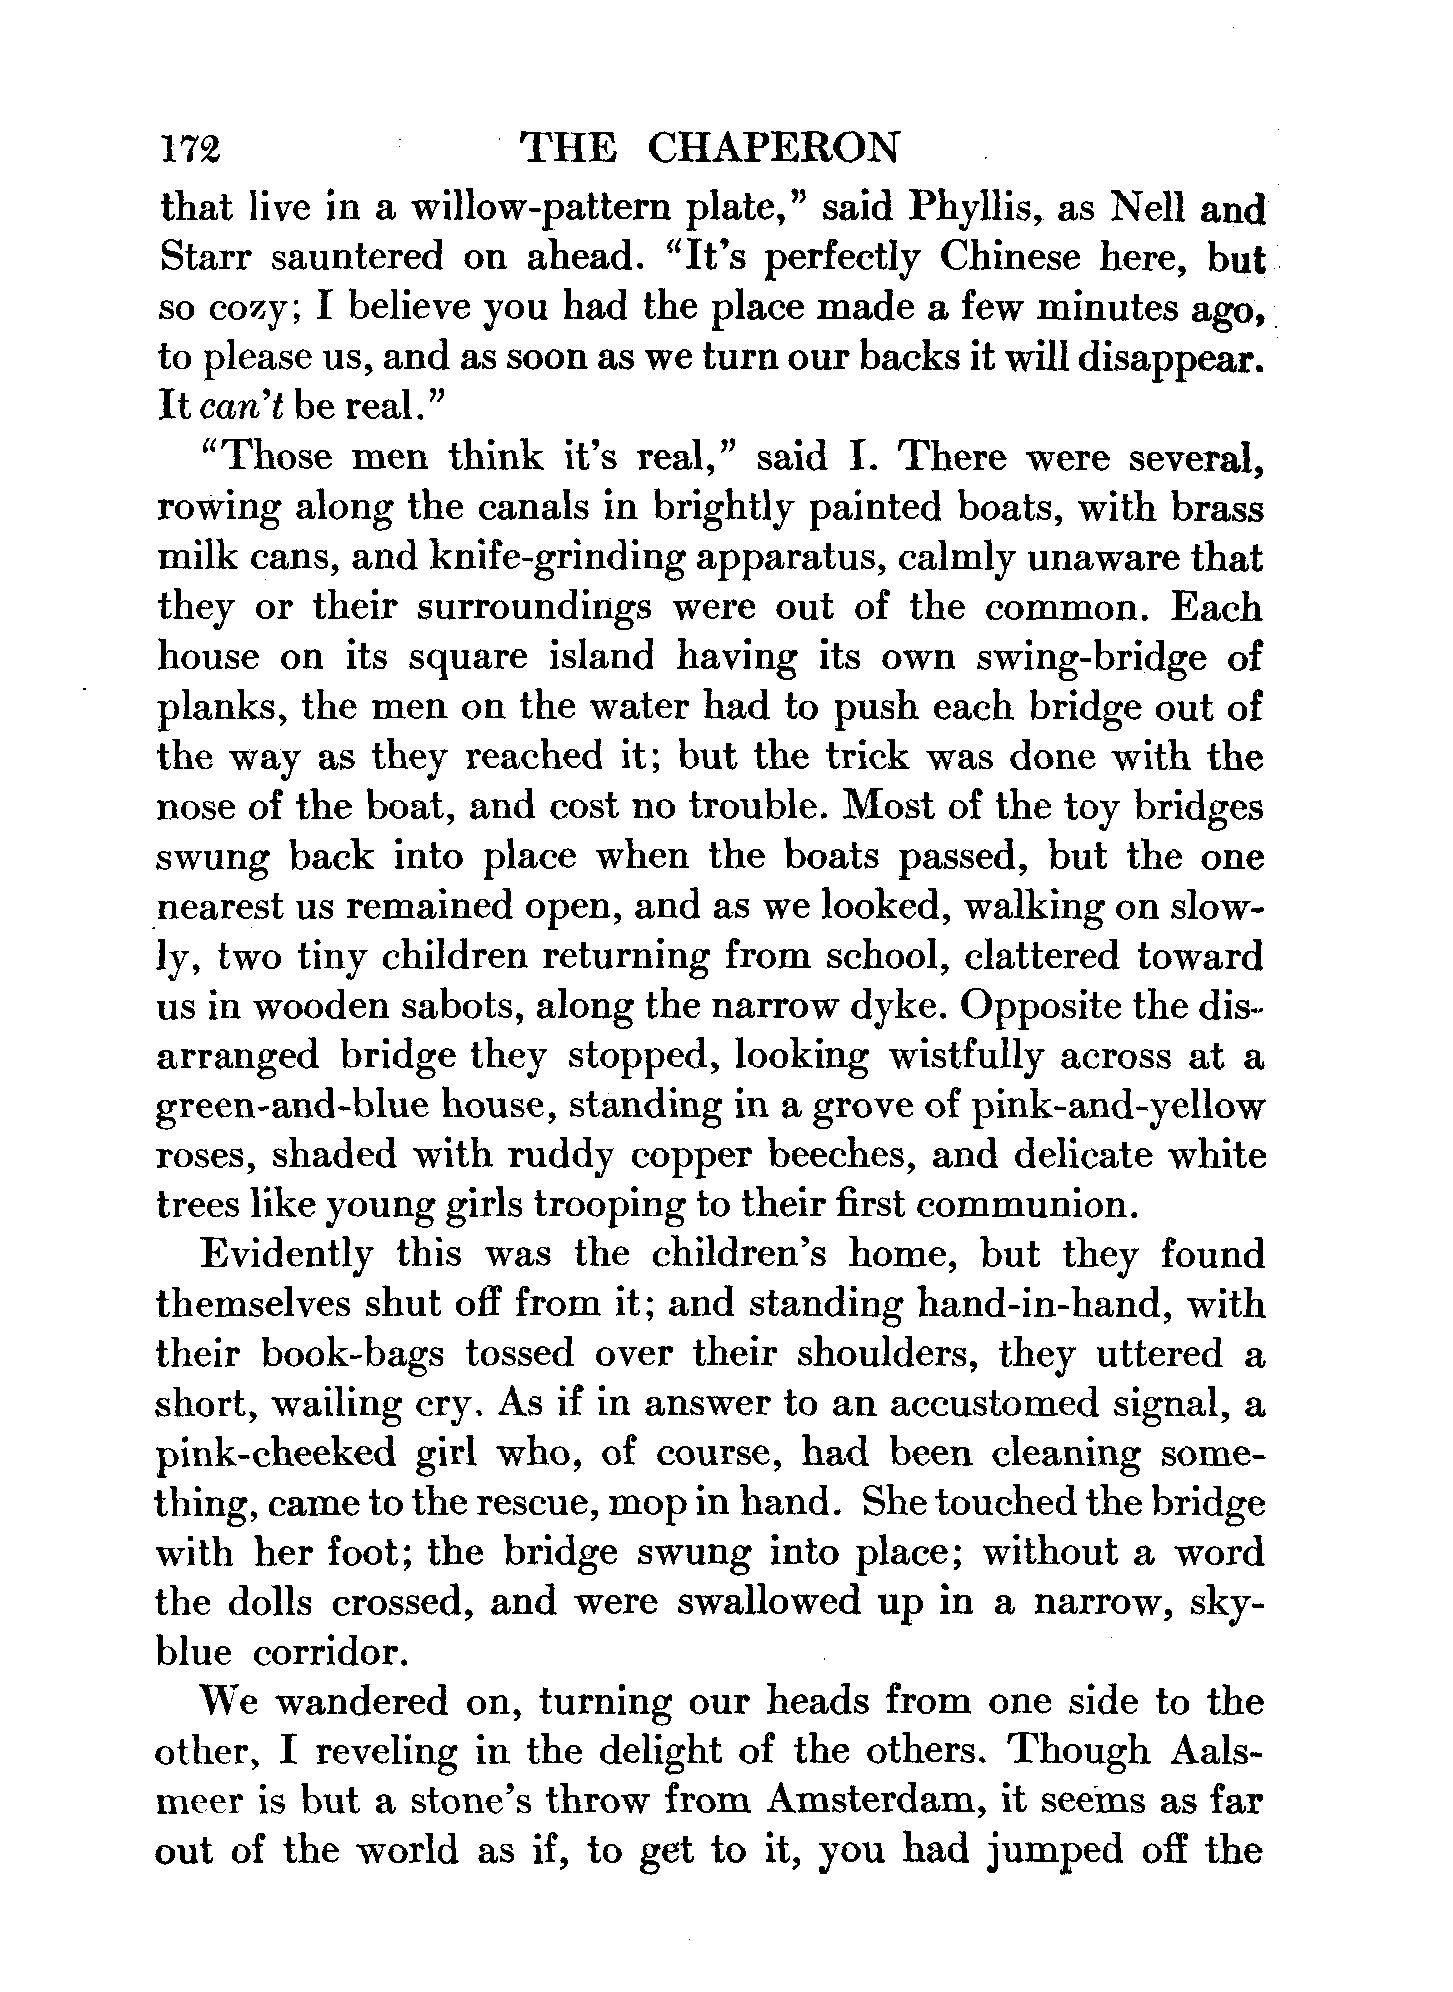 172 THE CHAPERON
that live in a willow-pattern plate,” said Phyllis, as Nell and
Starr sauntered on ahead. “It’s perfectly Chinese here, but
so cozy; I believe you had the place made a few minutes ago,
to please us, and as soon as we turn our backs it will disappear.
It can’t be real.”
“Those men think it’s real,” said I. There were several,
rowing along the canals in brightly painted boats, with brass
milk cans, and knife-grinding apparatus, calmly unaware that
they or their surroundings were out of the common. Each
house on its square island having its own swing-bridge of
planks, the men on the water had to push each bridge out of
the way as they reached it; but the trick was done with the
nose of the boat, and cost no trouble. Most of the toy bridges
swung back into place when the boats passed, but the one
nearest us remained open, and as we looked, walking on slow-
ly, two tiny children returning from school, clattered toward
us in wooden sabots, along the narrow dyke. Opposite the dis-
arranged bridge they stopped, looking wistfully across at a
green-and-blue house, standing in a grove of pink-and-yellow
roses, shaded with ruddy copper beeches, and delicate white
trees like young girls trooping to their first communion.
Evidently this was the children’s home, but they found
themselves shut off from it; and standing hand-in-hand, with
their book-bags tossed over their shoulders, they uttered a
short, wailing cry. As if in answer to an accustomed signal, a
pink-cheeked girl who, of course, had been cleaning some-
thing, came to the rescue, mop in hand. She touched the bridge
with her foot; the bridge swung into place; without a word
the dolls crossed, and were swallowed up in a narrow, sky-
blue corridor.
We wandered on, turning our heads from one side to the
other, I reveling in the delight of the others. Though Aals-
meer is but a stone’s throw from Amsterdam, it seems as far
out of the world as if, to get to it, you had jumped off the